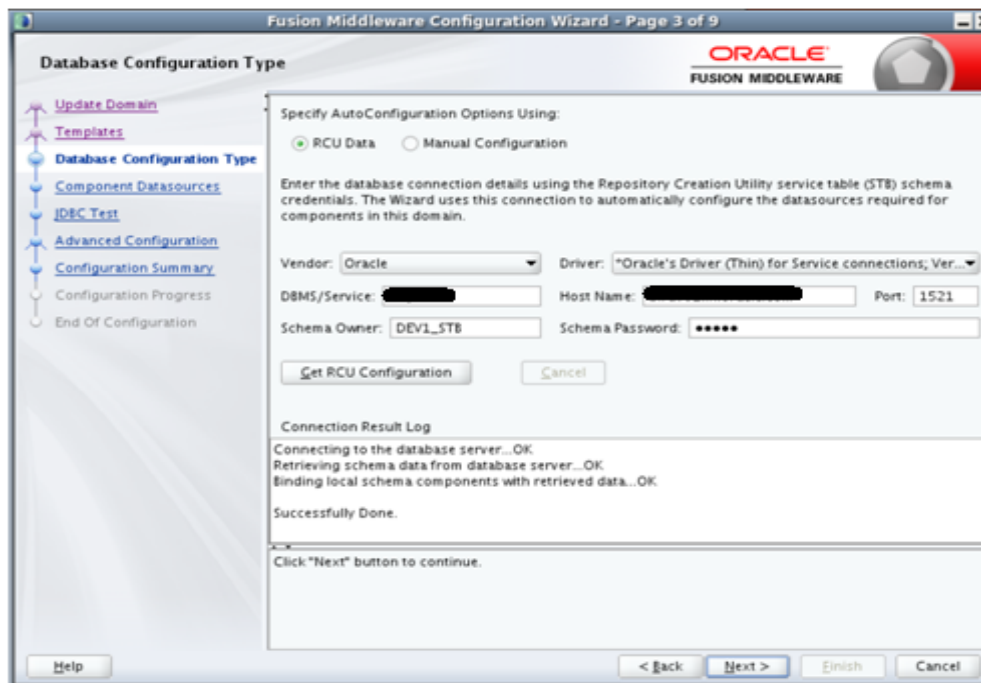 Fusion Middleware Configuration Wizard - Page 3 of 9
Database Configuration Type
ORACLE
FUSION MIDDLEWARE
Update Domain
Templates
Database Configuration Type
Component Datasources
JDBC Test
Advanced Configuration
Configuration Summary
Configuration Progress
End Of Configuration
Specify AutoConfiguration Options Using:
RCU Data Manual Configuration
Enter the database connection details using the Repository Creation Utility service table (STB) schema
credentials. The Wizard uses this connection to automatically configure the datasources required for
components in this domain.
Vendor: Oracle Driver: *Oracle's Driver (Thin) for Service connections; Ver...
DBMS/Service: Host Name: Port: 1521
Schema Owner: DEV1_STB Schema Password: •••••
Get RCU Configuration Cancel
Connection Result Log
Connecting to the database server...OK
Retrieving schema data from database server...OK
Binding local schema components with retrieved data...OK
Successfully Done.
Click "Next" button to continue.
Help < Back Next > Finish Cancel